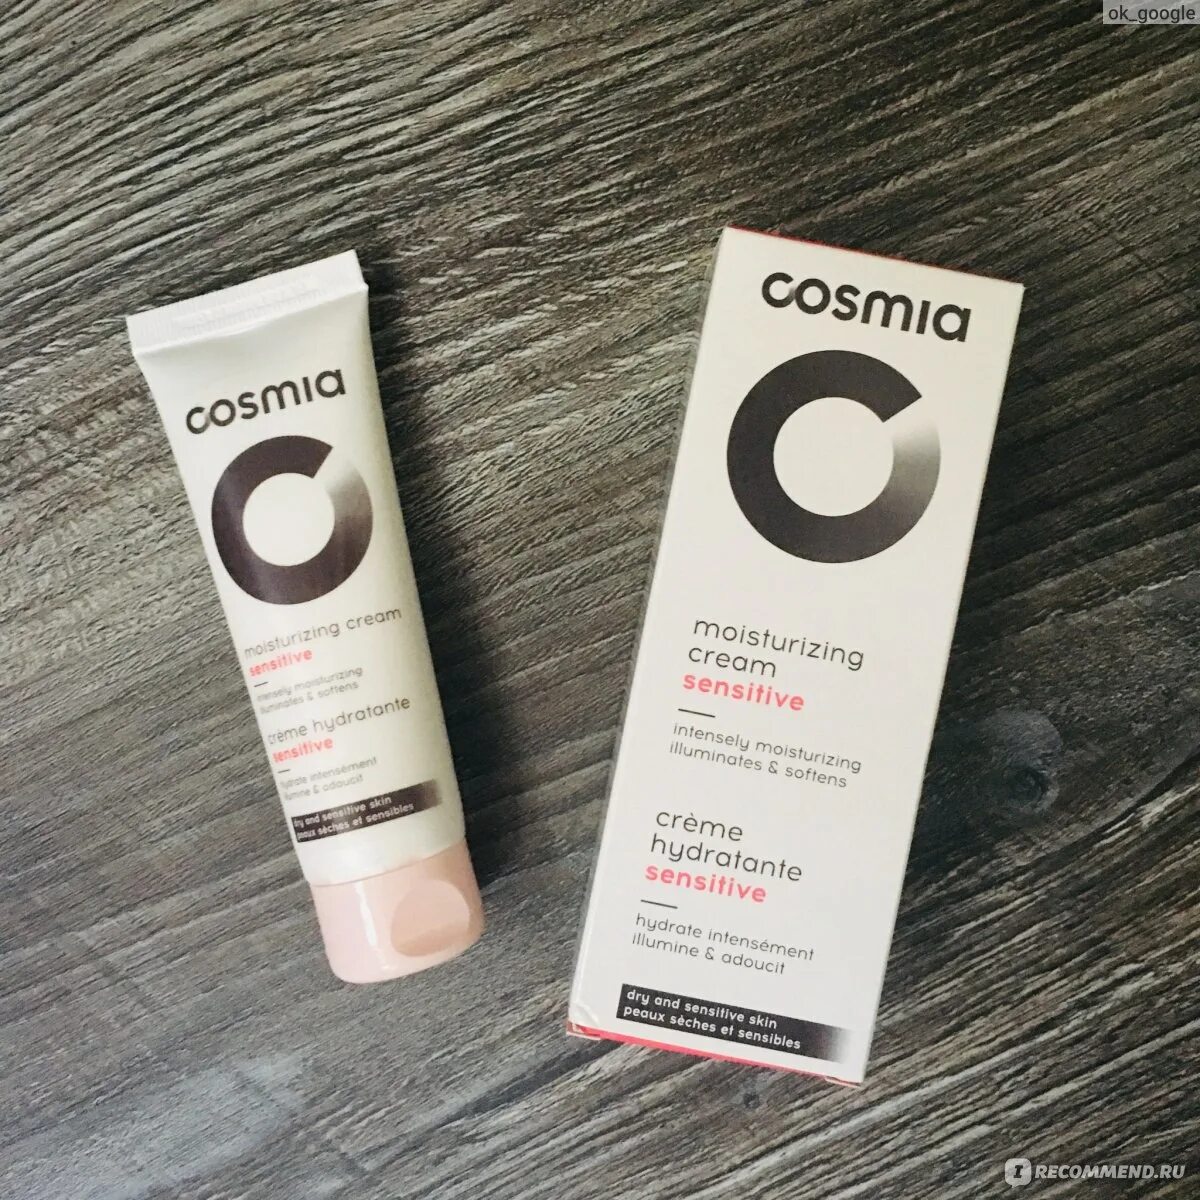 ok_google
cosmia
moisturizing cream
sensitive
intensely moisturizing
illuminates & softens
crème hydratante
sensitive
hydrate intensément
illumine & adoucit
dry and sensitive skin
peaux sèches et sensibles
cosmia
moisturizing
cream
sensitive
intensely moisturizing
illuminates & softens
crème
hydratante
sensitive
hydrate intensément
illumine & adoucit
dry and sensitive skin
peaux sèches et sensibles
I RECOMMEND.RU